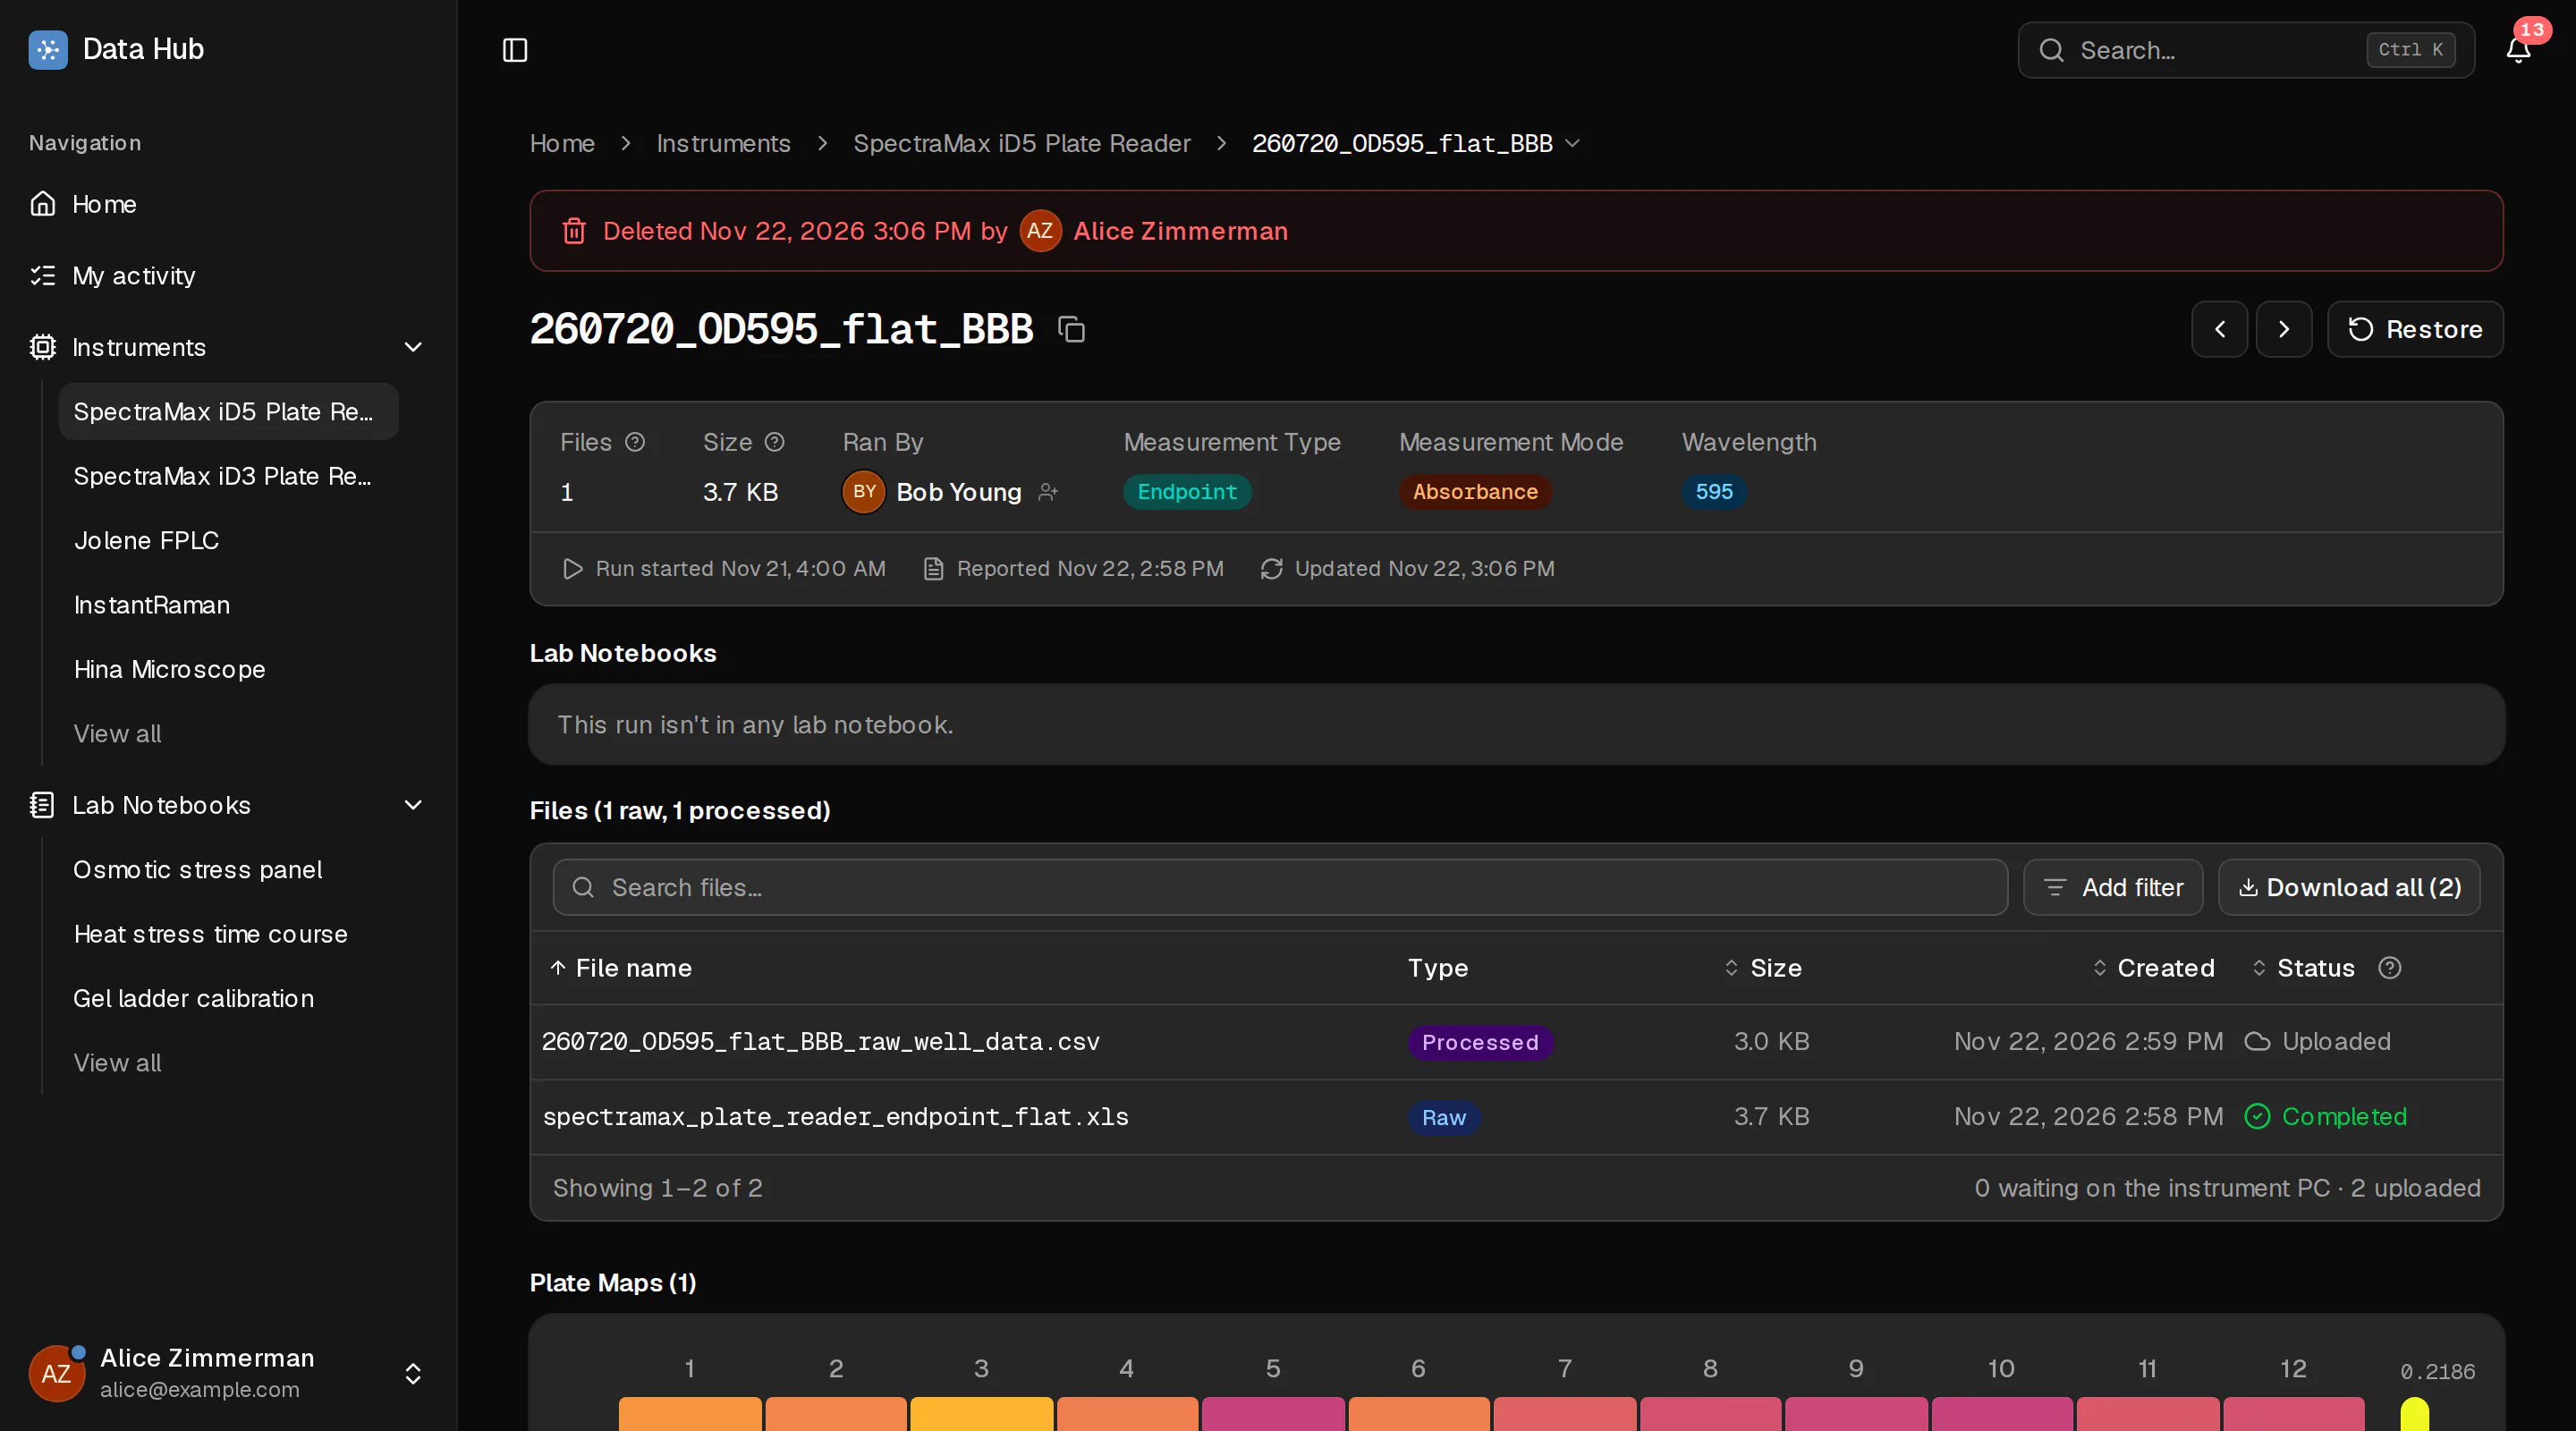 Data Hub
Search...
Ctrl K
13
Navigation
Home
My activity
Instruments
SpectraMax iD5 Plate Re...
SpectraMax iD3 Plate Re...
Jolene FPLC
InstantRaman
Hina Microscope
View all
Lab Notebooks
Osmotic stress panel
Heat stress time course
Gel ladder calibration
View all
AZ
Alice Zimmerman
alice@example.com
Home
Instruments
SpectraMax iD5 Plate Reader
260720_OD595_flat_BBB
Deleted Nov 22, 2026 3:06 PM by AZ Alice Zimmerman
260720_OD595_flat_BBB
Restore
Files Size Ran By Measurement Type Measurement Mode Wavelength
1 3.7 KB BY Bob Young Endpoint Absorbance 595
Run started Nov 21, 4:00 AM Reported Nov 22, 2:58 PM Updated Nov 22, 3:06 PM
Lab Notebooks
This run isn't in any lab notebook.
Files (1 raw, 1 processed)
Search files...
Add filter
Download all (2)
File name Type Size Created Status
260720_OD595_flat_BBB_raw_well_data.csv Processed 3.0 KB Nov 22, 2026 2:59 PM Uploaded
spectramax_plate_reader_endpoint_flat.xls Raw 3.7 KB Nov 22, 2026 2:58 PM Completed
Showing 1–2 of 2
0 waiting on the instrument PC · 2 uploaded
Plate Maps (1)
1 2 3 4 5 6 7 8 9 10 11 12 0.2186